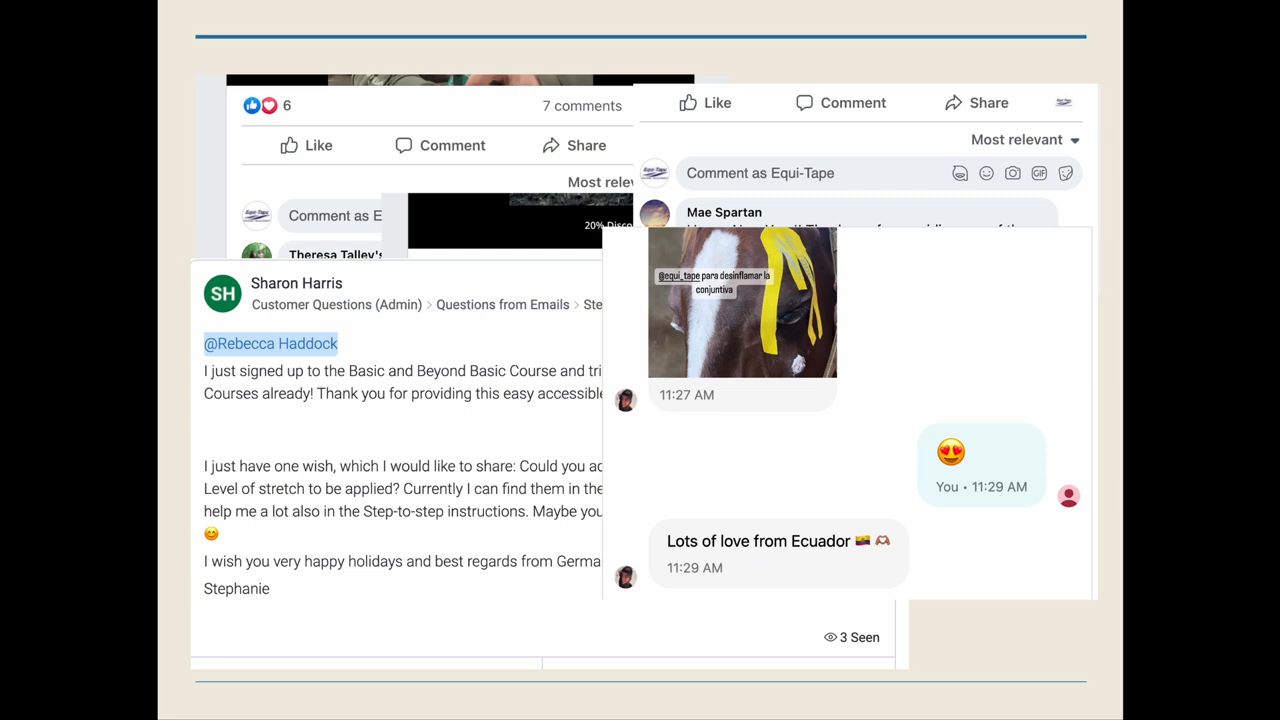 6
7 comments
Like
Comment
Share
Most
Comment as
Theresa Talley's
20%
Like
Comment
Share
Most relevant
Comment as Equi-Tape
GIF
Mae Spartan
SH
Sharon Harris
Customer Questions (Admin) > Questions from Emails >
@Rebecca Haddock
I just signed up to the Basic and Beyond Basic Course and
Courses already! Thank you for providing this easy accessible
I just have one wish, which I would like to share: Could you
Level of stretch to be applied? Currently I can find them in the
help me a lot also in the Step-to-step instructions. Maybe you
😊
I wish you very happy holidays and best regards from
Stephanie
3 Seen
@equi_tape para desinflamar la
conjuntiva
11:27 AM
😍
You • 11:29 AM
Lots of love from Ecuador 🇪🇨 🫶🏽
11:29 AM